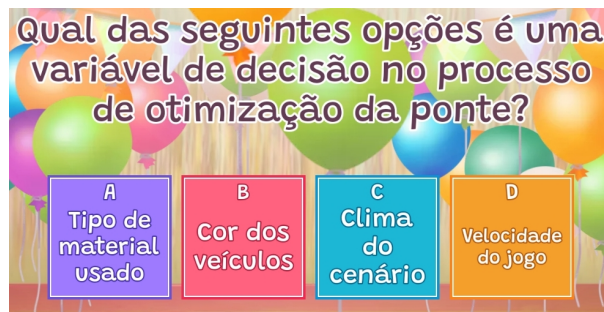 Qual das seguintes opções é uma
variável de decisão no processo
de otimização da ponte?
A
Tipo de
material
usado
B
Cor dos
veículos
C
Clima
do
cenário
D
Velocidade
do jogo